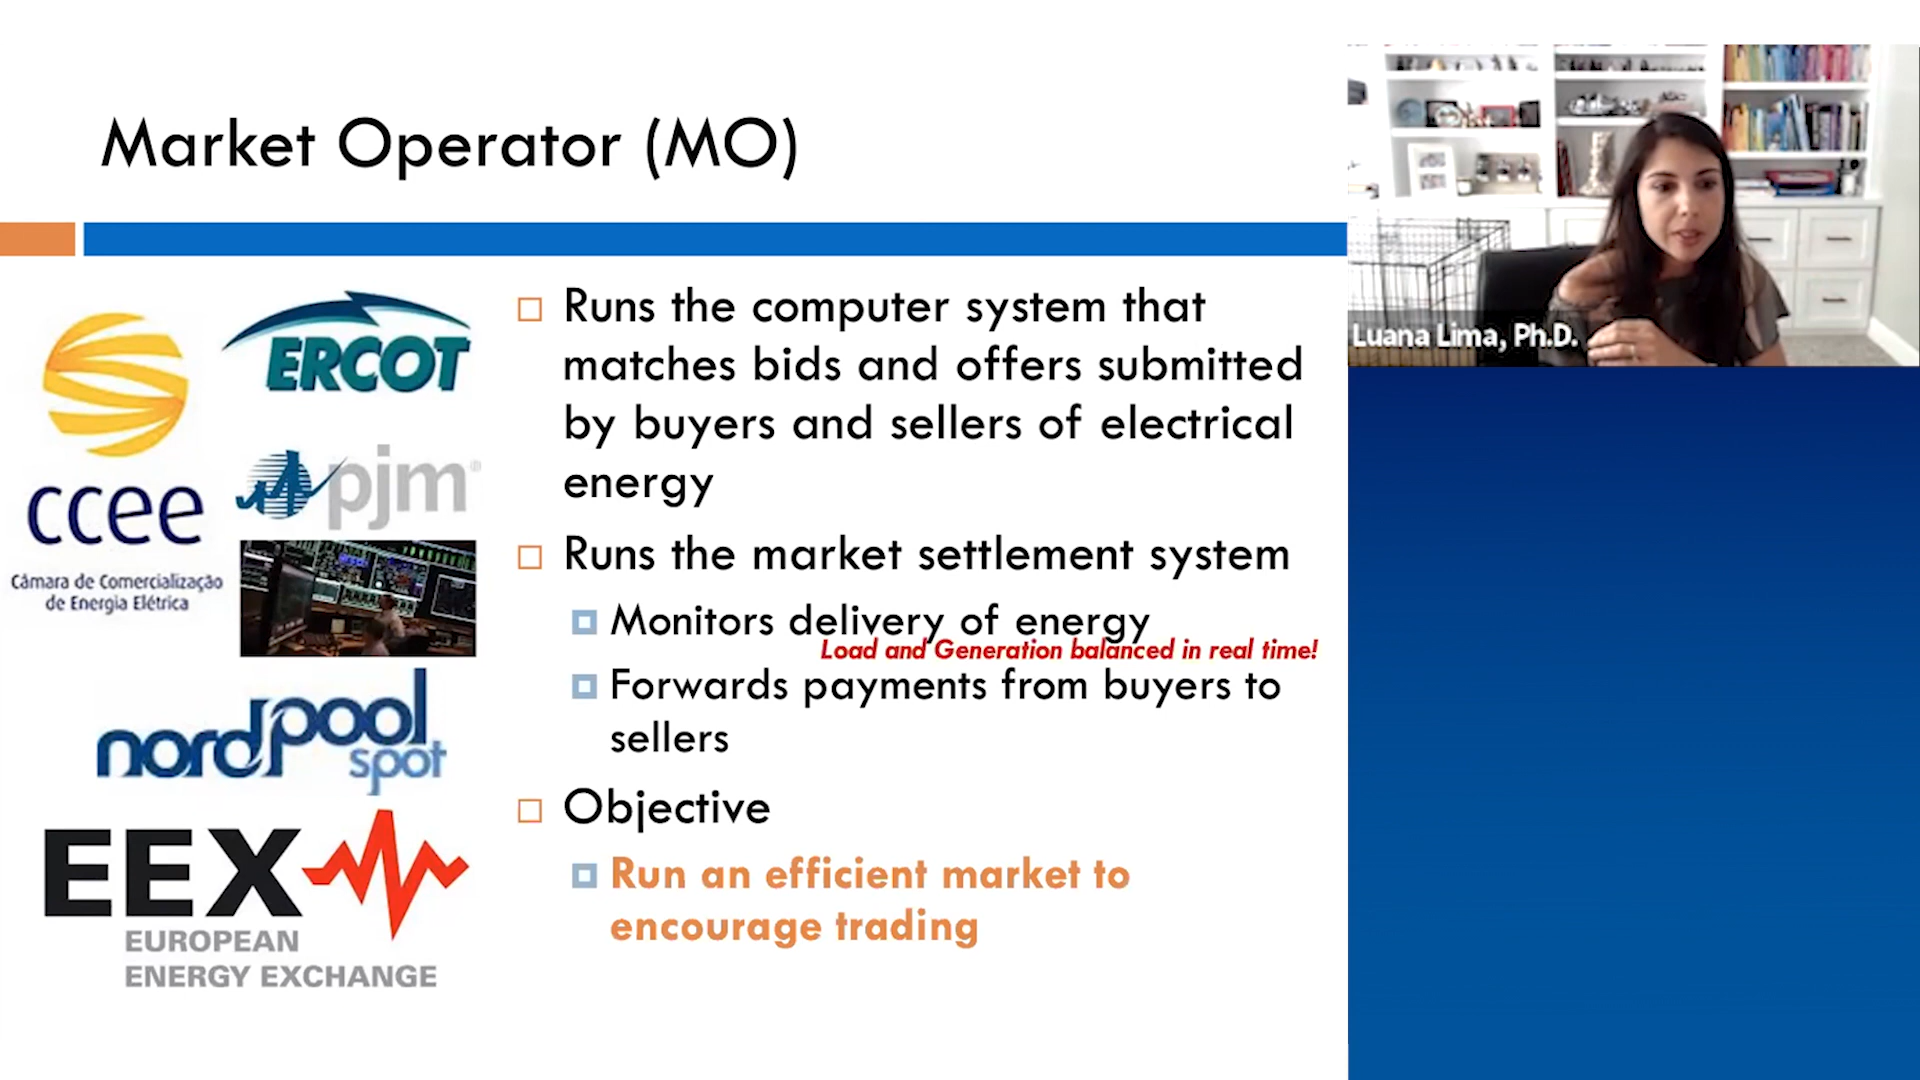 Market Operator (MO)
ERCOT
ccee
Câmara de Comercialização
de Energia Elétrica
pjm®
nordpool
spot
EEX
EUROPEAN
ENERGY EXCHANGE
Runs the computer system that
matches bids and offers submitted
by buyers and sellers of electrical
energy
Runs the market settlement system
Monitors delivery of energy
Load and Generation balanced in real time!
Forwards payments from buyers to
sellers
Objective
Run an efficient market to
encourage trading
Luana Lima, Ph.D.